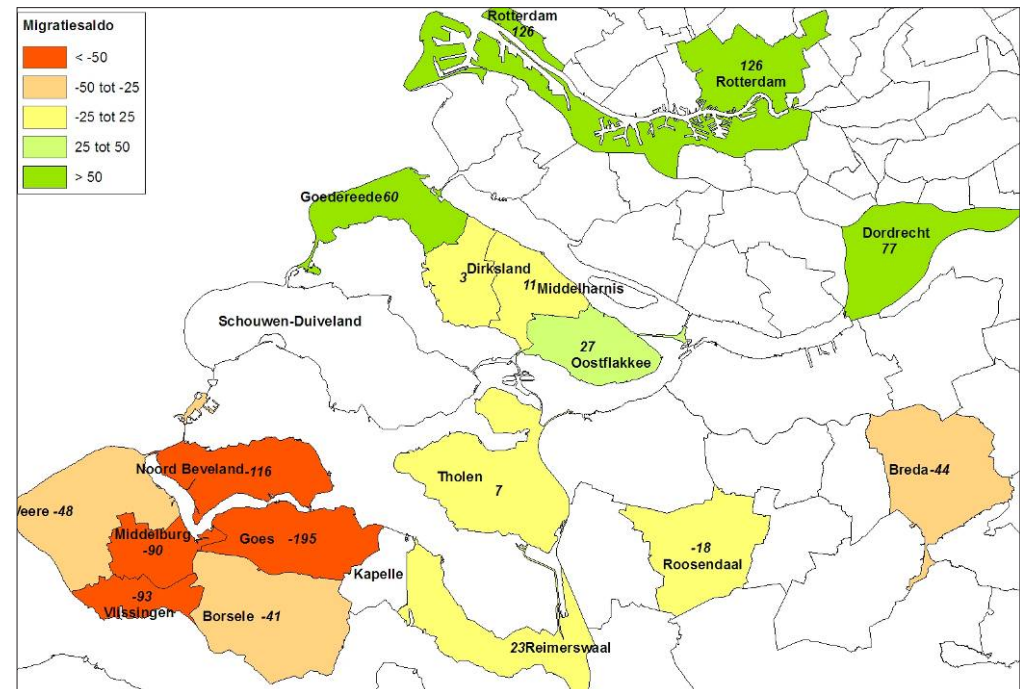 Migratiesaldo
< -50
-50 tot -25
-25 tot 25
25 tot 50
> 50
Rotterdam
126
126
Rotterdam
Goedereede60
Dordrecht
77
3 Dirksland
11 Middelharnis
Schouwen-Duiveland
27
Oostflakkee
Noord Beveland-116
Breda-44
Tholen 7
Veere -48
Middelburg
-90
Goes -195
-18
Roosendaal
Kapelle
-93
Vlissingen
Borsele -41
23Reimerswaal